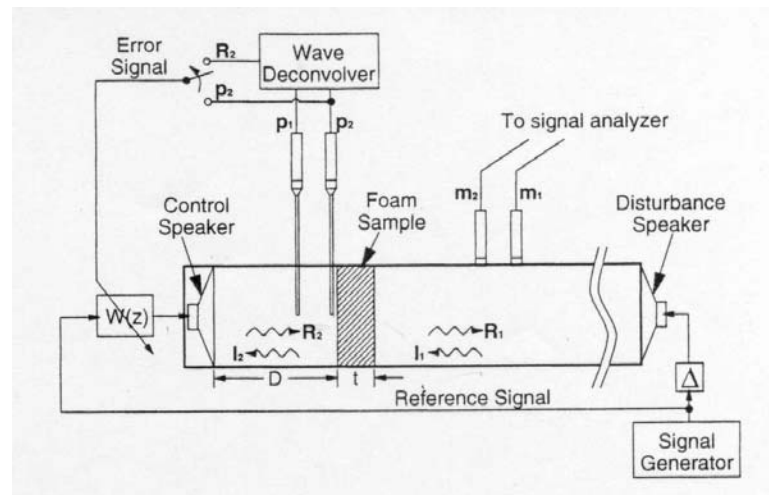 Error
Signal
R₂
p₂
Wave
Deconvolver
p₁
p₂
To signal analyzer
m₂
m₁
Control
Speaker
Foam
Sample
Disturbance
Speaker
W(z)
R₂
I₂
R₁
I₁
D
t
Reference Signal
Δ
Signal
Generator